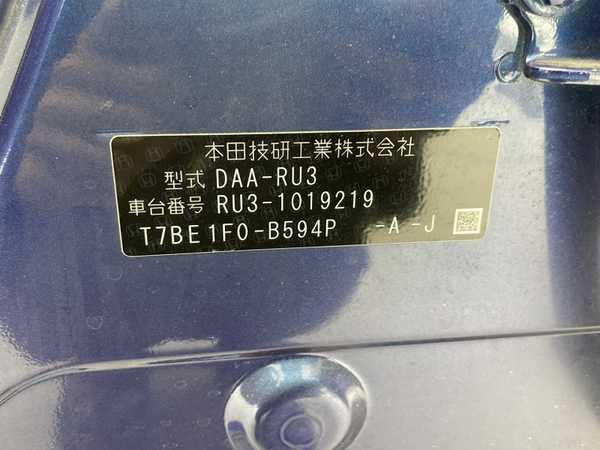 本田技研工業株式会社
型式 DAA-RU3
車台番号 RU3-1019219
T7BE1F0-B594P -A -J